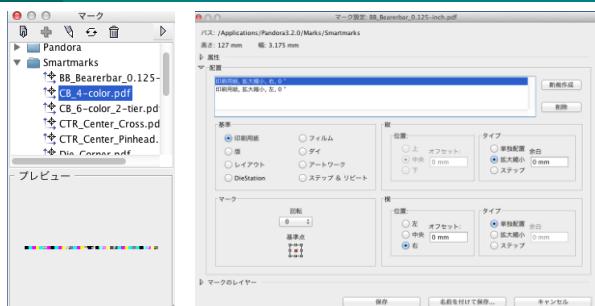 マーク
Pandora
Smartmarks
BB_Bearerbar_0.125-
CB_4-color.pdf
CB_6-color_2-tier.pd
CTR_Center_Cross.pd
CTR_Center_Pinhead.
Die_Corner.pdf
プレビュー
マーク設定: BB_Bearerbar_0.125-inch.pdf
パス: /Applications/Pandora3.2.0/Marks/Smartmarks
高さ: 127 mm 幅: 3.175 mm
属性
配置
印刷用紙, 拡大縮小, 右, 0 °
印刷用紙, 拡大縮小, 左, 0 °
新規作成
削除
基準
印刷用紙 フィルム
版 ダイ
レイアウト アートワーク
DieStation ステップ & リピート
縦
位置: タイプ
上 オフセット: 単独配置 余白:
中央 0 mm 拡大縮小 0 mm
下 ステップ
マーク
回転
0
基準点
横
位置: タイプ
左 オフセット: 単独配置 余白:
中央 0 mm 拡大縮小 0 mm
右 ステップ
マークのレイヤー
保存 名前を付けて保存... キャンセル